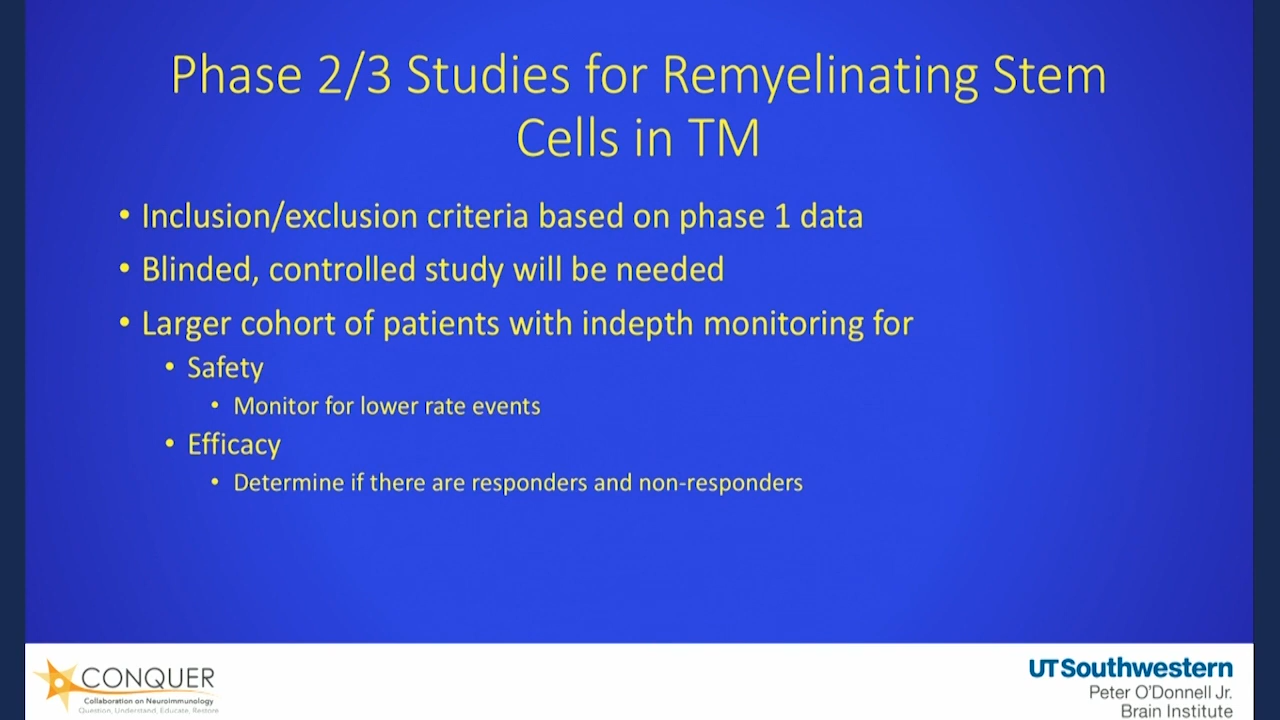 Phase 2/3 Studies for Remyelinating Stem
Cells in TM
• Inclusion/exclusion criteria based on phase 1 data
• Blinded, controlled study will be needed
• Larger cohort of patients with indepth monitoring for
• Safety
• Monitor for lower rate events
• Efficacy
• Determine if there are responders and non-responders
CONQUER
Collaboration on Neuroimmunology
Question, Understand, Educate, Restore
UT Southwestern
Peter O'Donnell Jr.
Brain Institute